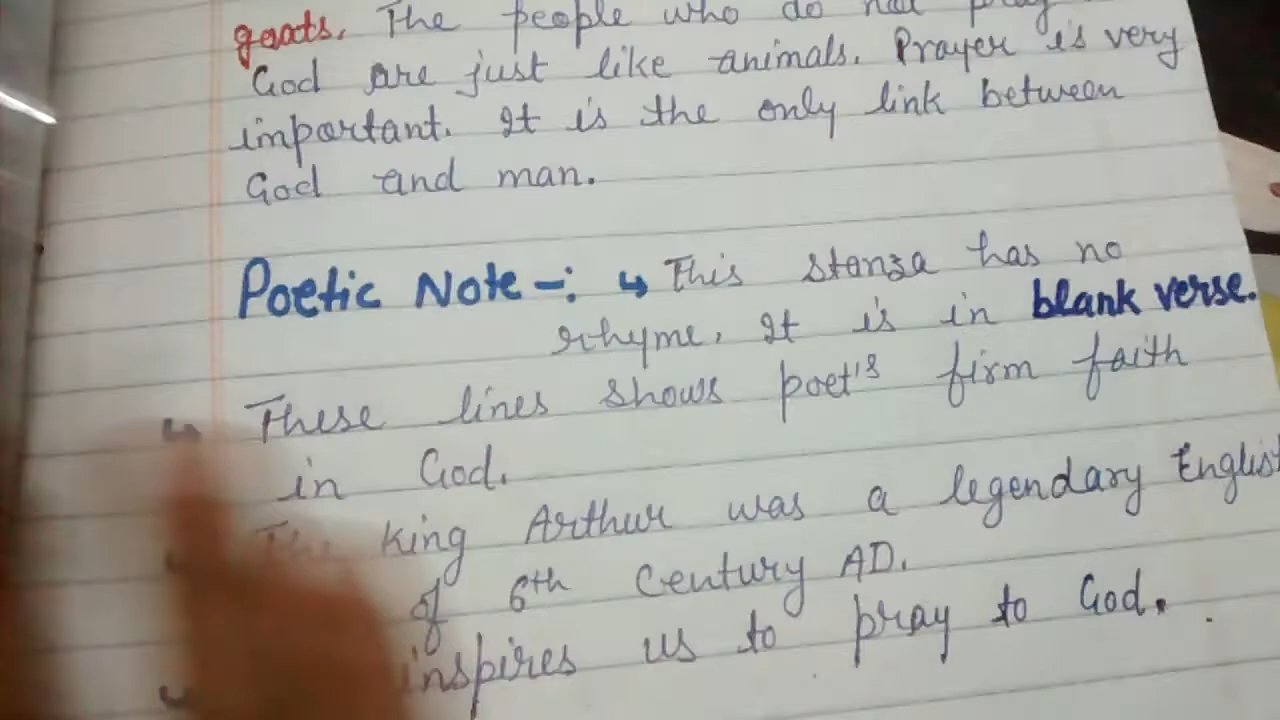 goats. The people who do not pray
God are just like animals. Prayer is very
important. It is the only link between
God and man.
Poetic Note -: ↳ This stanza has no
rhyme. It is in blank verse.
↳ These lines shows poet's firm faith
in God.
The king Arthur was a legendary
of 6th Century AD.
inspires us to pray to God.